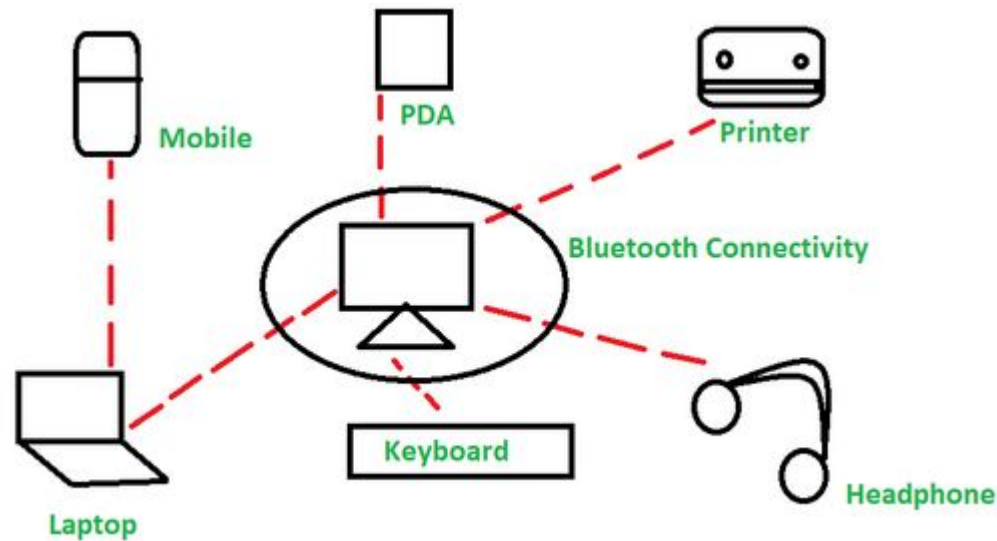 PDA
Mobile
Printer
Bluetooth Connectivity
Keyboard
Headphone
Laptop